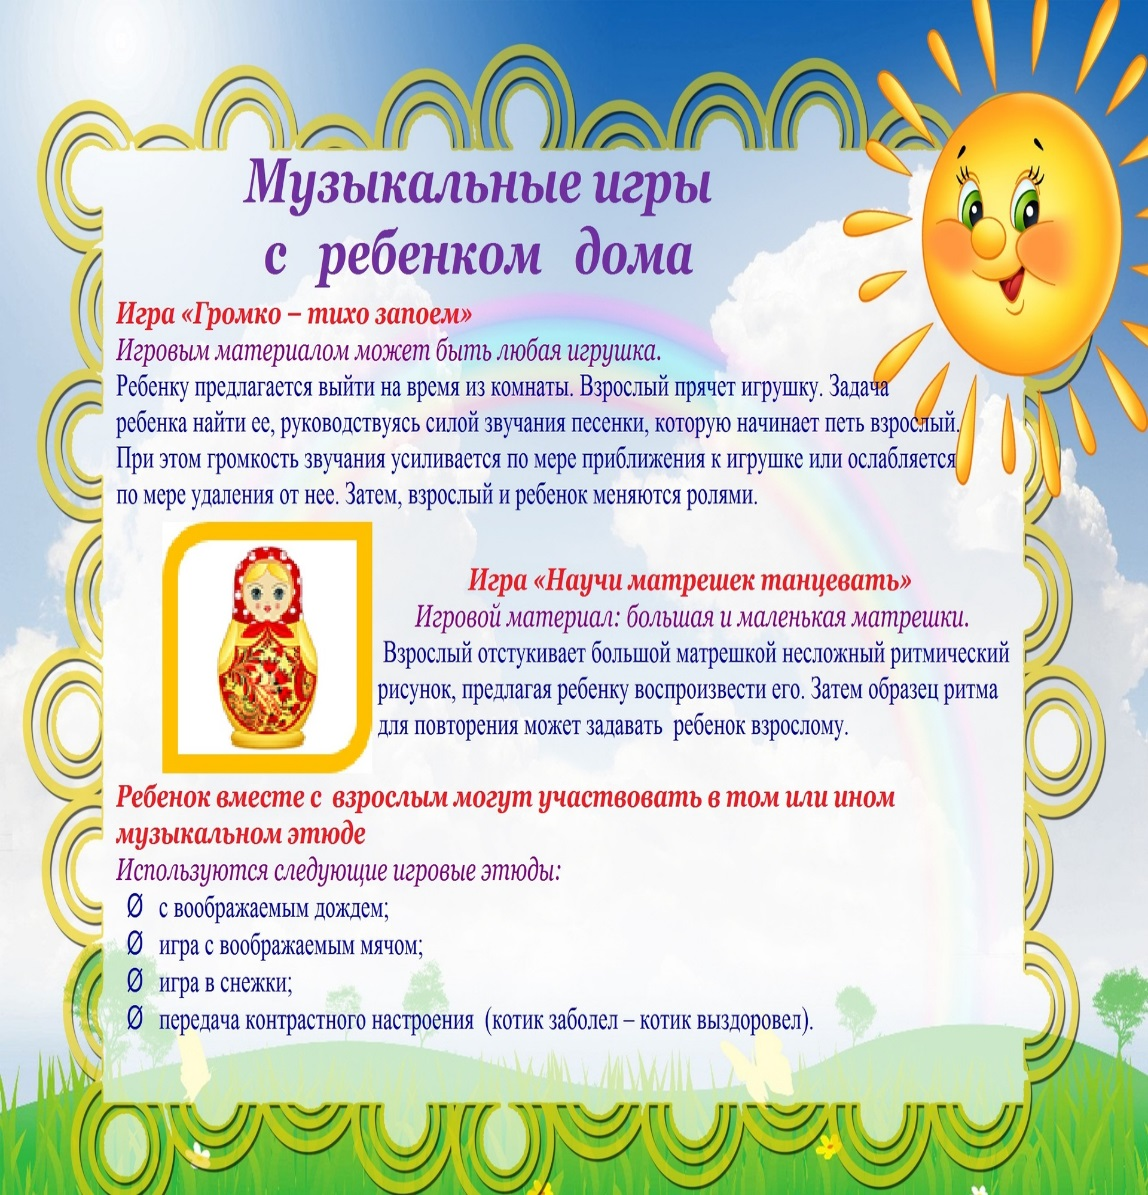 Музыкальные игры
с ребенком дома
Игра «Громко – тихо запоем»
Игровым материалом может быть любая игрушка.
Ребенку предлагается выйти на время из комнаты. Взрослый прячет игрушку. Задача
ребенка найти ее, руководствуясь силой звучания песенки, которую начинает петь взрослый.
При этом громкость звучания усиливается по мере приближения к игрушке или ослабляется
по мере удаления от нее. Затем, взрослый и ребенок меняются ролями.
Игра «Научи матрешек танцевать»
Игровой материал: большая и маленькая матрешки.
Взрослый отстукивает большой матрешкой несложный ритмический
рисунок, предлагая ребенку воспроизвести его. Затем образец ритма
для повторения может задавать ребенок взрослому.
Ребенок вместе с взрослым могут участвовать в том или ином
музыкальном этюде
Используются следующие игровые этюды:
Ø с воображаемым дождем;
Ø игра с воображаемым мячом;
Ø игра в снежки;
Ø передача контрастного настроения (котик заболел – котик выздоровел).